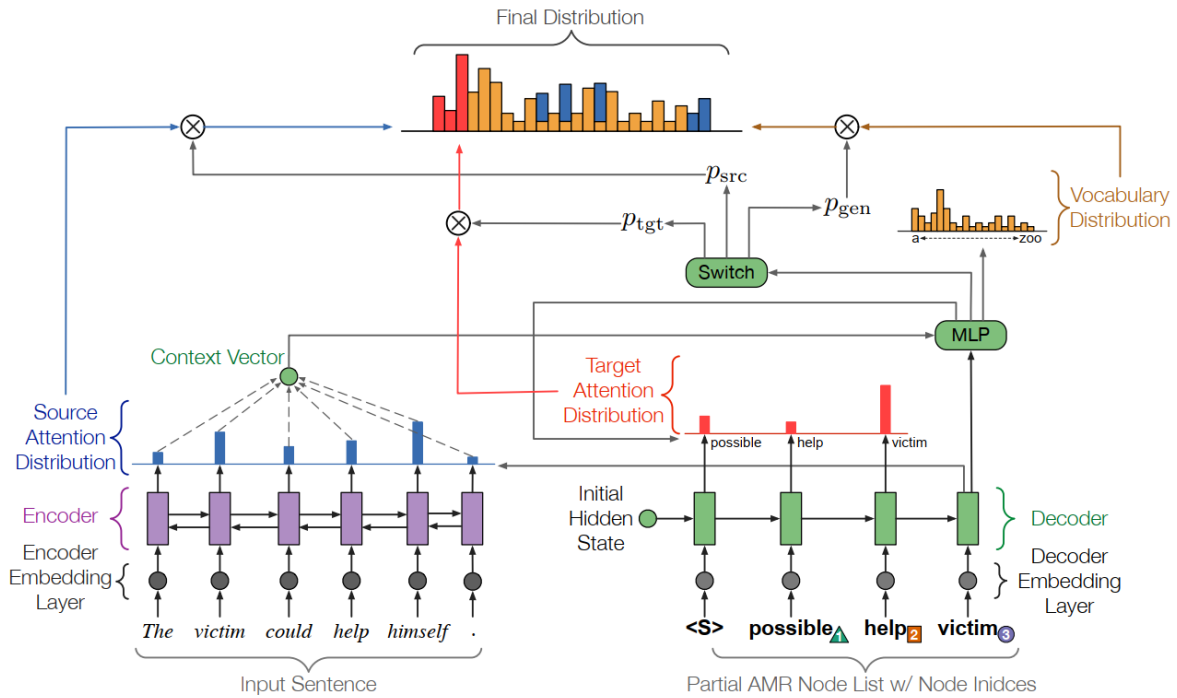 Final Distribution
p_src
p_tgt
p_gen
Vocabulary
Distribution
a
zoo
Switch
MLP
Context Vector
Target
Attention
Distribution
Source
Attention
Distribution
possible
help
victim
Encoder
Initial
Hidden
State
Decoder
Encoder
Embedding
Layer
Decoder
Embedding
Layer
The victim could help himself .
<S> possible 1 help 2 victim 3
Input Sentence
Partial AMR Node List w/ Node Inidces